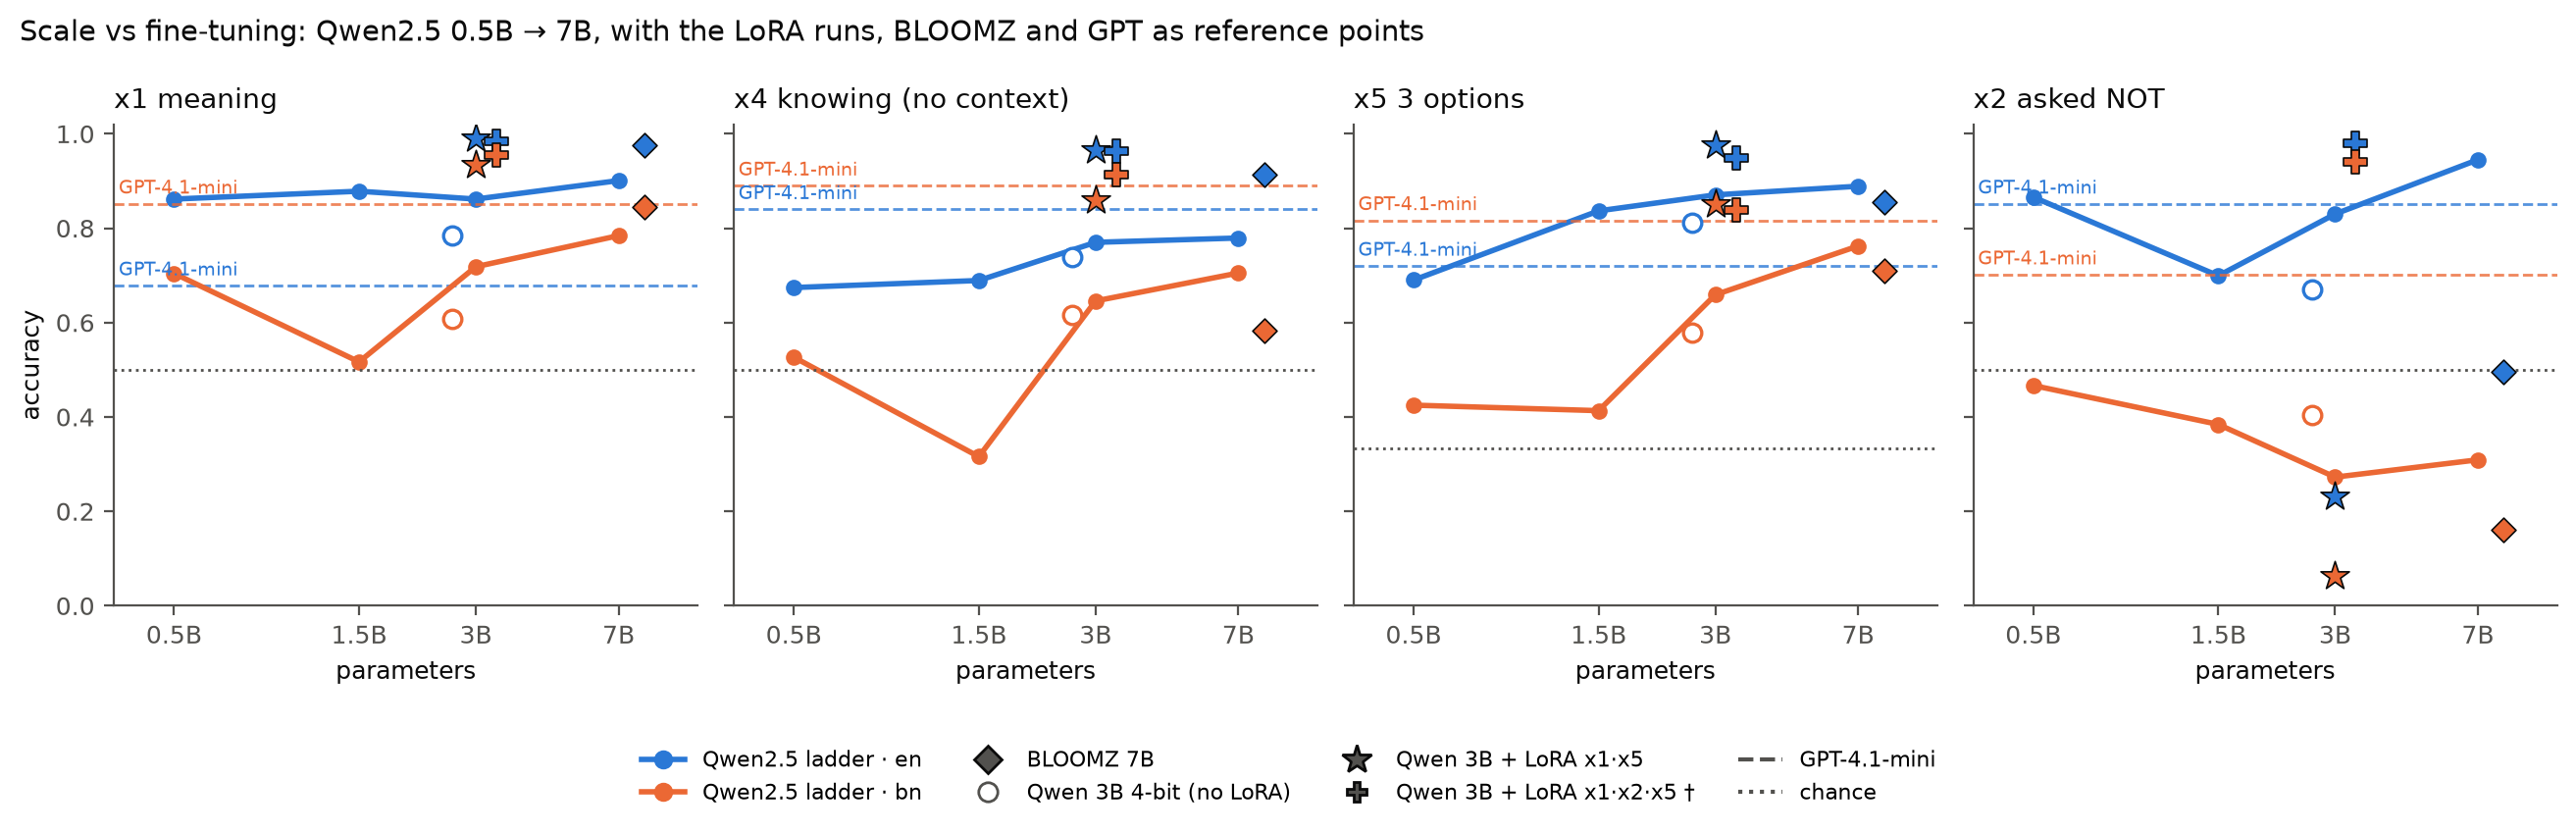 Scale vs fine-tuning: Qwen2.5 0.5B → 7B, with the LoRA runs, BLOOMZ and GPT as reference points
x1 meaning
x4 knowing (no context)
x5 3 options
x2 asked NOT
accuracy
1.0
0.8
0.6
0.4
0.2
0.0
GPT-4.1-mini
GPT-4.1-mini
0.5B 1.5B 3B 7B
parameters
GPT-4.1-mini
GPT-4.1-mini
0.5B 1.5B 3B 7B
parameters
GPT-4.1-mini
GPT-4.1-mini
0.5B 1.5B 3B 7B
parameters
GPT-4.1-mini
GPT-4.1-mini
0.5B 1.5B 3B 7B
parameters
Qwen2.5 ladder · en
Qwen2.5 ladder · bn
BLOOMZ 7B
Qwen 3B 4-bit (no LoRA)
Qwen 3B + LoRA x1·x5
Qwen 3B + LoRA x1·x2·x5 †
GPT-4.1-mini
chance